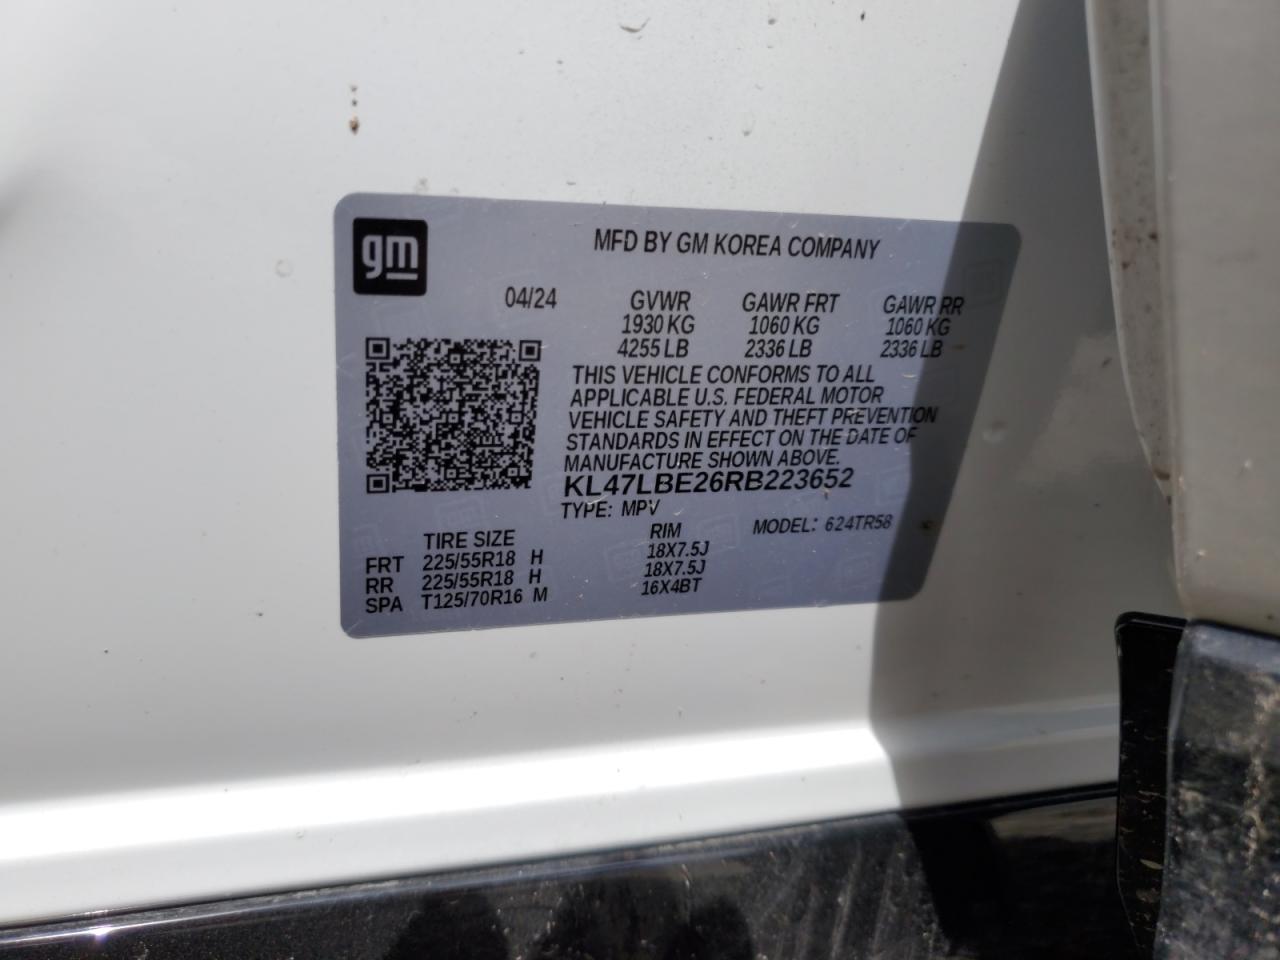 gm
MFD BY GM KOREA COMPANY
04/24 GVWR GAWR FRT GAWR RR
1930 KG 1060 KG 1060 KG
4255 LB 2336 LB 2336 LB
THIS VEHICLE CONFORMS TO ALL
APPLICABLE U.S. FEDERAL MOTOR
VEHICLE SAFETY AND THEFT PREVENTION
STANDARDS IN EFFECT ON THE DATE OF
MANUFACTURE SHOWN ABOVE.
KL47LBE26RB223652
TYPE: MPV MODEL: 624TR58
TIRE SIZE RIM
FRT 225/55R18 H 18X7.5J
RR 225/55R18 H 18X7.5J
SPA T125/70R16 M 16X4BT